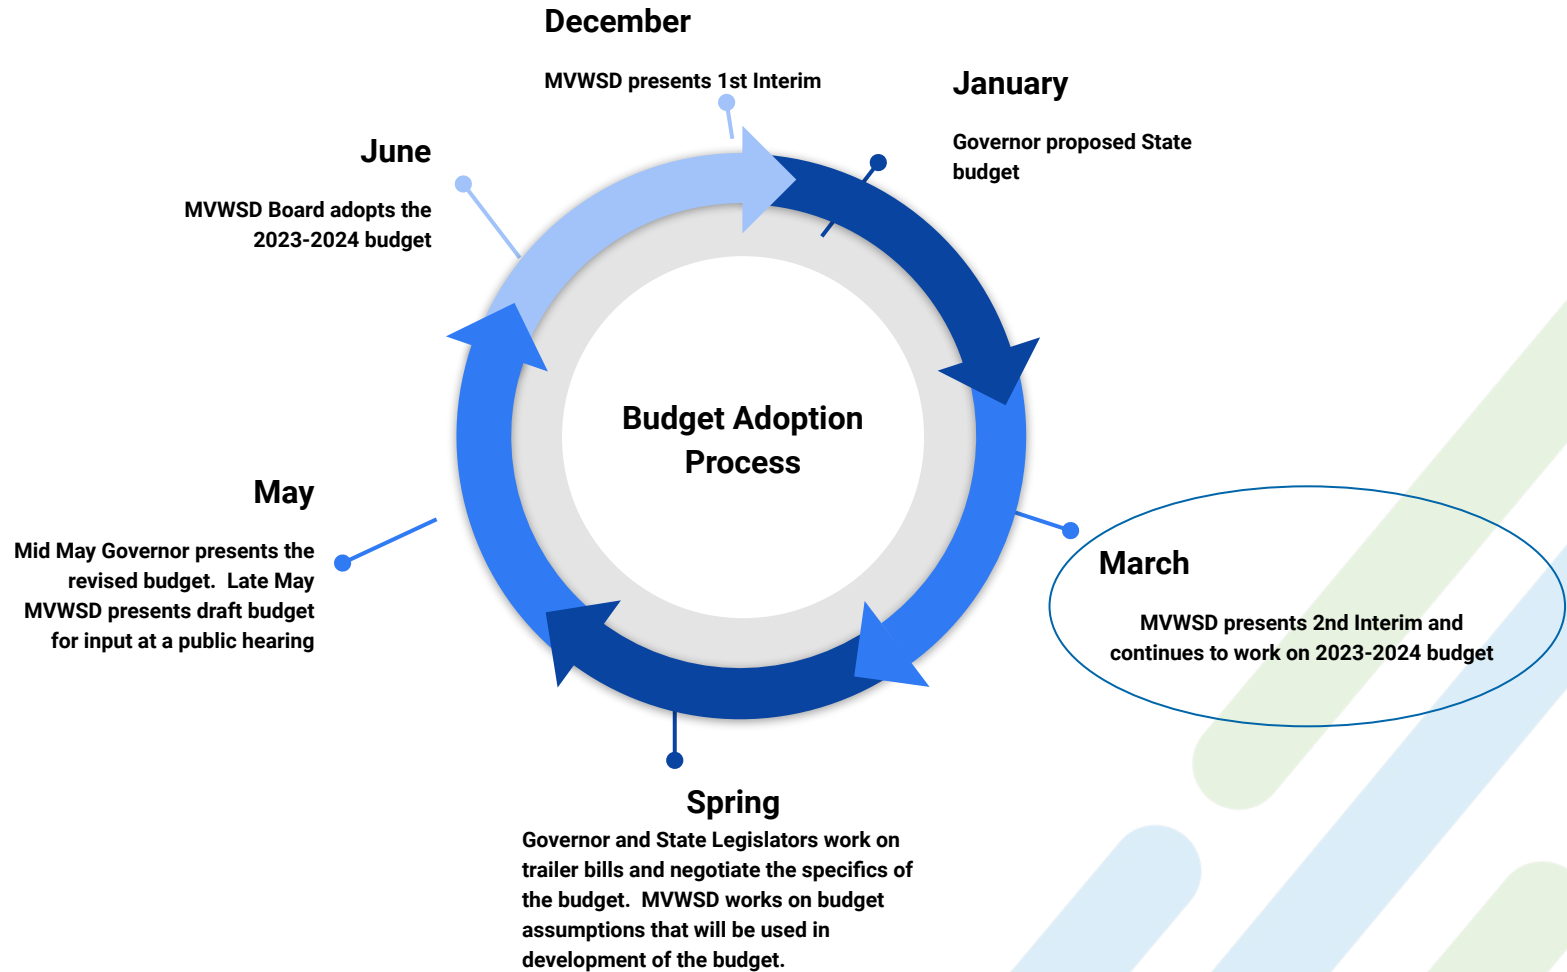 December
MVWSD presents 1st Interim
January
Governor proposed State
budget
March
MVWSD presents 2nd Interim and
continues to work on 2023-2024 budget
Spring
Governor and State Legislators work on
trailer bills and negotiate the specifics of
the budget.  MVWSD works on budget
assumptions that will be used in
development of the budget.
May
Mid May Governor presents the
revised budget.  Late May
MVWSD presents draft budget
for input at a public hearing
June
MVWSD Board adopts the
2023-2024 budget
Budget Adoption
Process